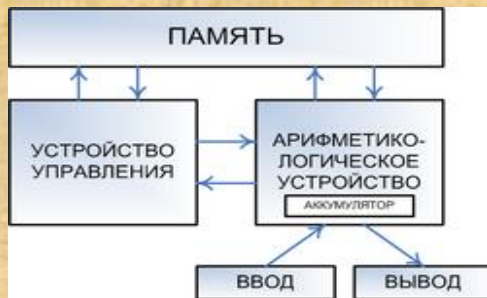 ПАМЯТЬ
УСТРОЙСТВО
УПРАВЛЕНИЯ
АРИФМЕТИКО-
ЛОГИЧЕСКОЕ
УСТРОЙСТВО
АККУМУЛЯТОР
ВВОД
ВЫВОД